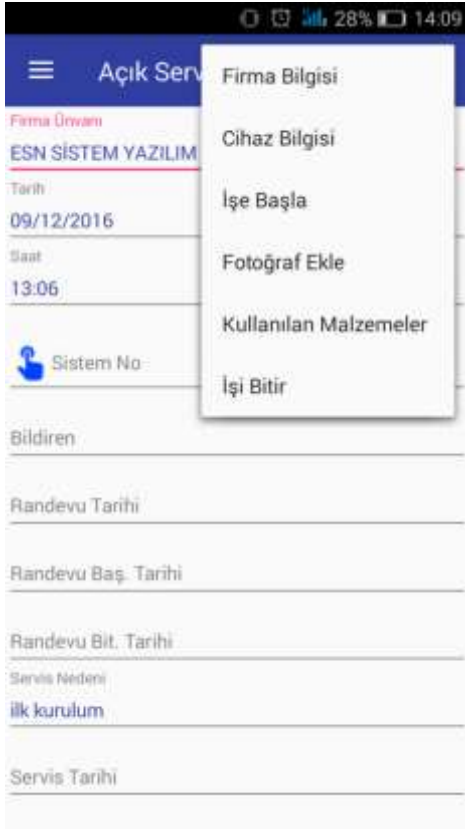 28% 14:09
Açık Serv
Firma Bilgisi
Cihaz Bilgisi
İşe Başla
Fotoğraf Ekle
Kullanılan Malzemeler
İşi Bitir
Firma Ünvanı
ESN SİSTEM YAZILIM
Tarih
09/12/2016
Saat
13:06
Sistem No
Bildiren
Randevu Tarihi
Randevu Baş. Tarihi
Randevu Bit. Tarihi
Servis Nedeni
ilk kurulum
Servis Tarihi